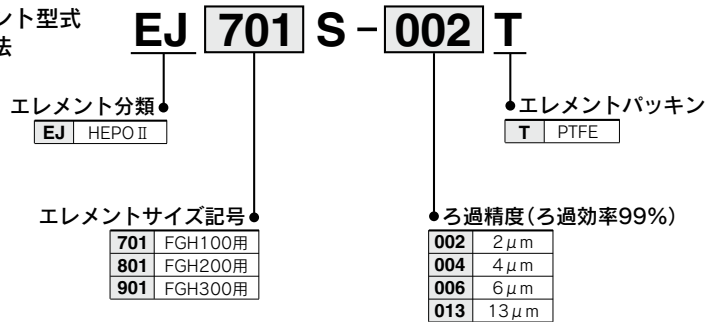 ント型式
法
EJ 701 S－002 T
エレメント分類
EJ HEPOⅡ
エレメントパッキン
T PTFE
エレメントサイズ記号
701 FGH100用
801 FGH200用
901 FGH300用
ろ過精度(ろ過効率99%)
002 2μm
004 4μm
006 6μm
013 13μm